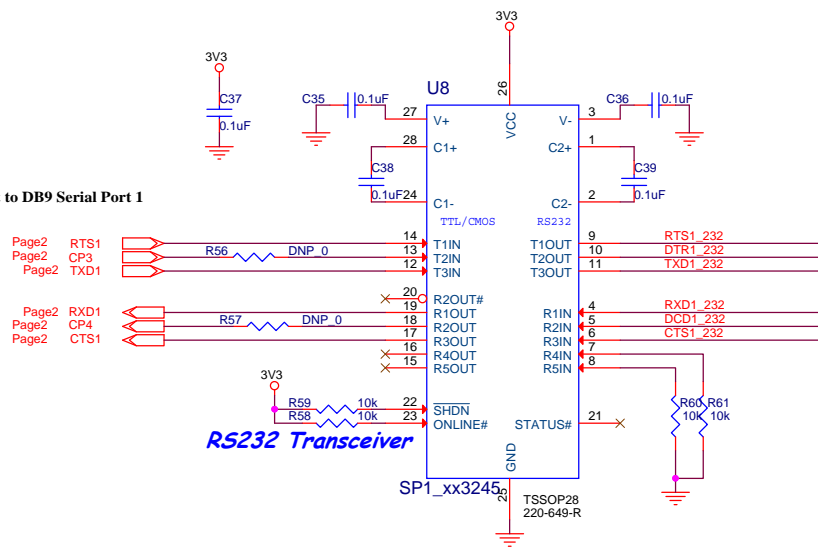 3V3
3V3
U8
C37
0.1uF
C35 0.1uF
C36 0.1uF
26
VCC
27 V+
V- 3
28 C1+
C2+ 1
C38
0.1uF
C39
0.1uF
24 C1-
C2- 2
to DB9 Serial Port 1
TTL/CMOS RS232
Page2 RTS1 14 T1IN T1OUT 9 RTS1_232
Page2 CP3 R56 DNP_0 13 T2IN T2OUT 10 DTR1_232
Page2 TXD1 12 T3IN T3OUT 11 TXD1_232
20 R2OUT#
Page2 RXD1 19 R1OUT R1IN 4 RXD1_232
Page2 CP4 R57 DNP_0 18 R2OUT R2IN 5 DCD1_232
Page2 CTS1 17 R3OUT R3IN 6 CTS1_232
16 R4OUT R4IN 7
15 R5OUT R5IN 8
3V3
R59 10k 22 SHDN
R58 10k 23 ONLINE# STATUS# 21
R60 R61
10k 10k
RS232 Transceiver
GND
25
SP1_xx3245
TSSOP28
220-649-R